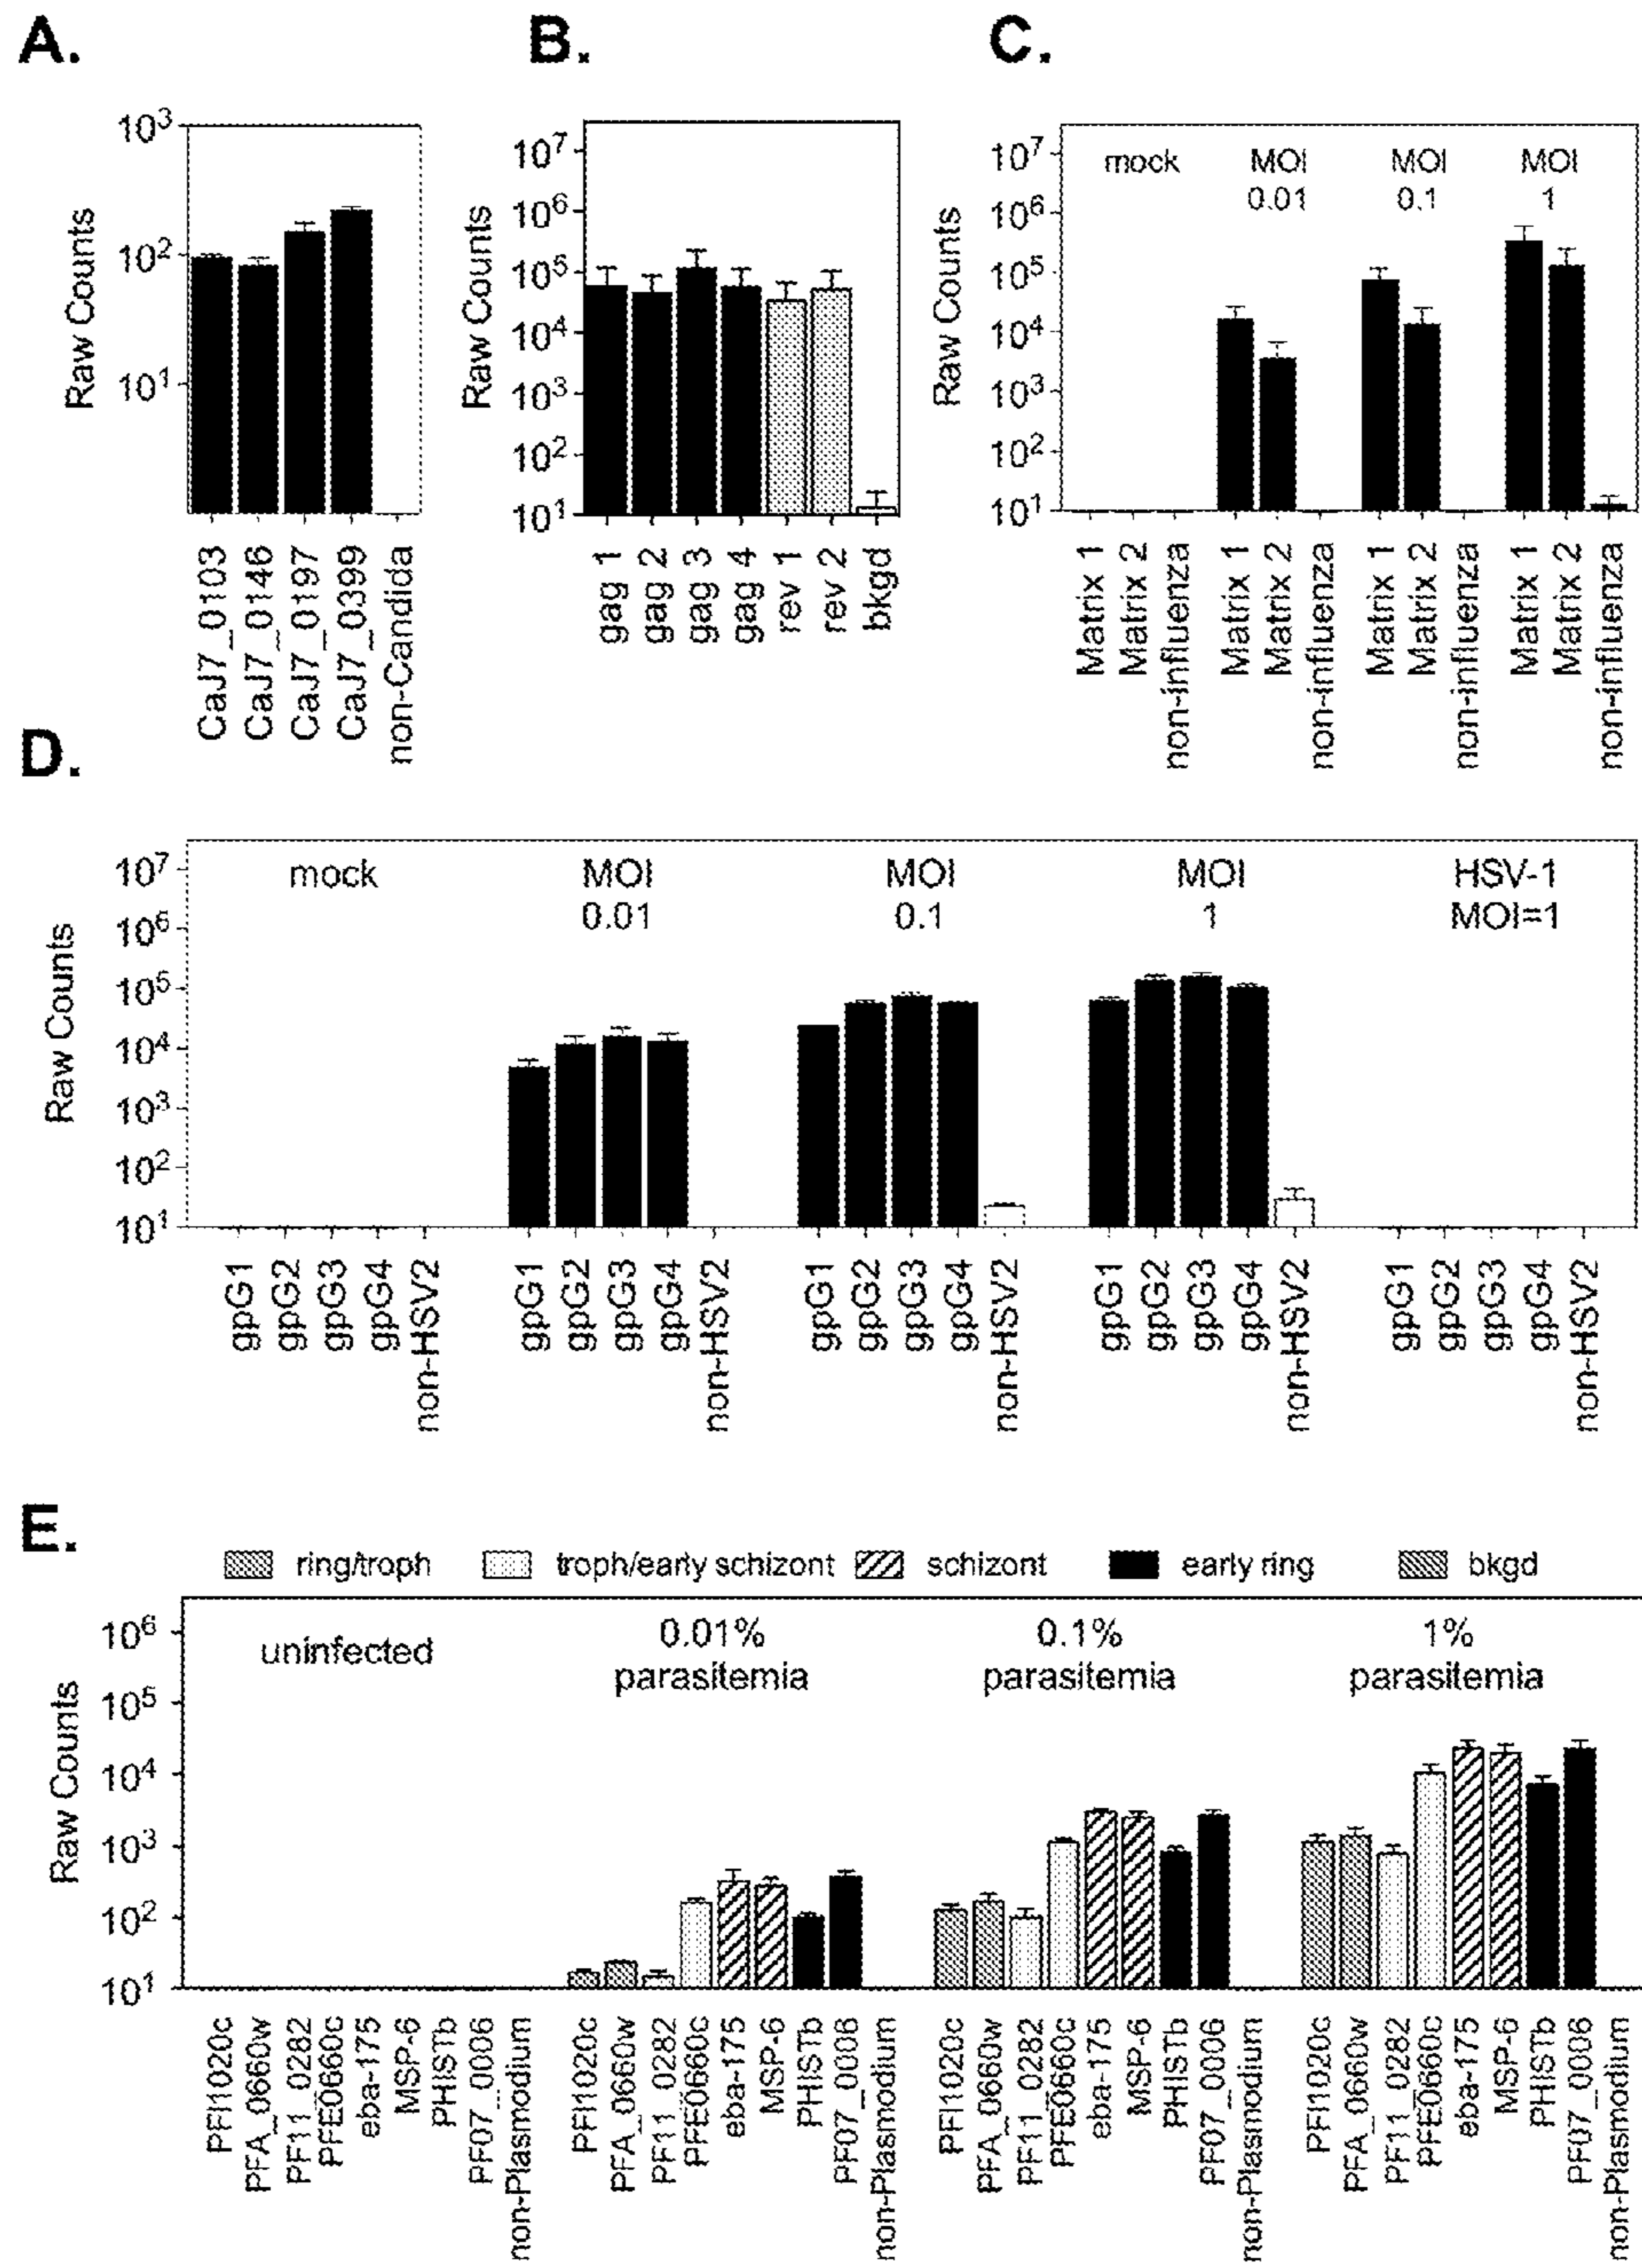 A.
B.
C.
10³
10²
10¹
Raw Counts
CaJ7_0103
CaJ7_0146
CaJ7_0197
CaJ7_0399
non-Candida
10⁷
10⁶
10⁵
10⁴
10³
10²
10¹
Raw Counts
gag 1
gag 2
gag 3
gag 4
rev 1
rev 2
bkgd
10⁷
10⁶
10⁵
10⁴
10³
10²
10¹
Raw Counts
mock
MOI
0.01
MOI
0.1
MOI
1
Matrix 1
Matrix 2
non-influenza
Matrix 1
Matrix 2
non-influenza
Matrix 1
Matrix 2
non-influenza
Matrix 1
Matrix 2
non-influenza
D.
10⁷
10⁶
10⁵
10⁴
10³
10²
10¹
Raw Counts
mock
MOI
0.01
MOI
0.1
MOI
1
HSV-1
MOI=1
gpG1
gpG2
gpG3
gpG4
non-HSV2
gpG1
gpG2
gpG3
gpG4
non-HSV2
gpG1
gpG2
gpG3
gpG4
non-HSV2
gpG1
gpG2
gpG3
gpG4
non-HSV2
gpG1
gpG2
gpG3
gpG4
non-HSV2
E.
ring/troph
troph/early schizont
schizont
early ring
bkgd
10⁶
10⁵
10⁴
10³
10²
10¹
Raw Counts
uninfected
0.01%
parasitemia
0.1%
parasitemia
1%
parasitemia
PFI1020c
PFA_0660w
PF11_0282
PFE0660c
eba-175
MSP-6
PHISTb
PF07_0006
non-Plasmodium
PFI1020c
PFA_0660w
PF11_0282
PFE0660c
eba-175
MSP-6
PHISTb
PF07_0006
non-Plasmodium
PFI1020c
PFA_0660w
PF11_0282
PFE0660c
eba-175
MSP-6
PHISTb
PF07_0006
non-Plasmodium
PFI1020c
PFA_0660w
PF11_0282
PFE0660c
eba-175
MSP-6
PHISTb
PF07_0006
non-Plasmodium